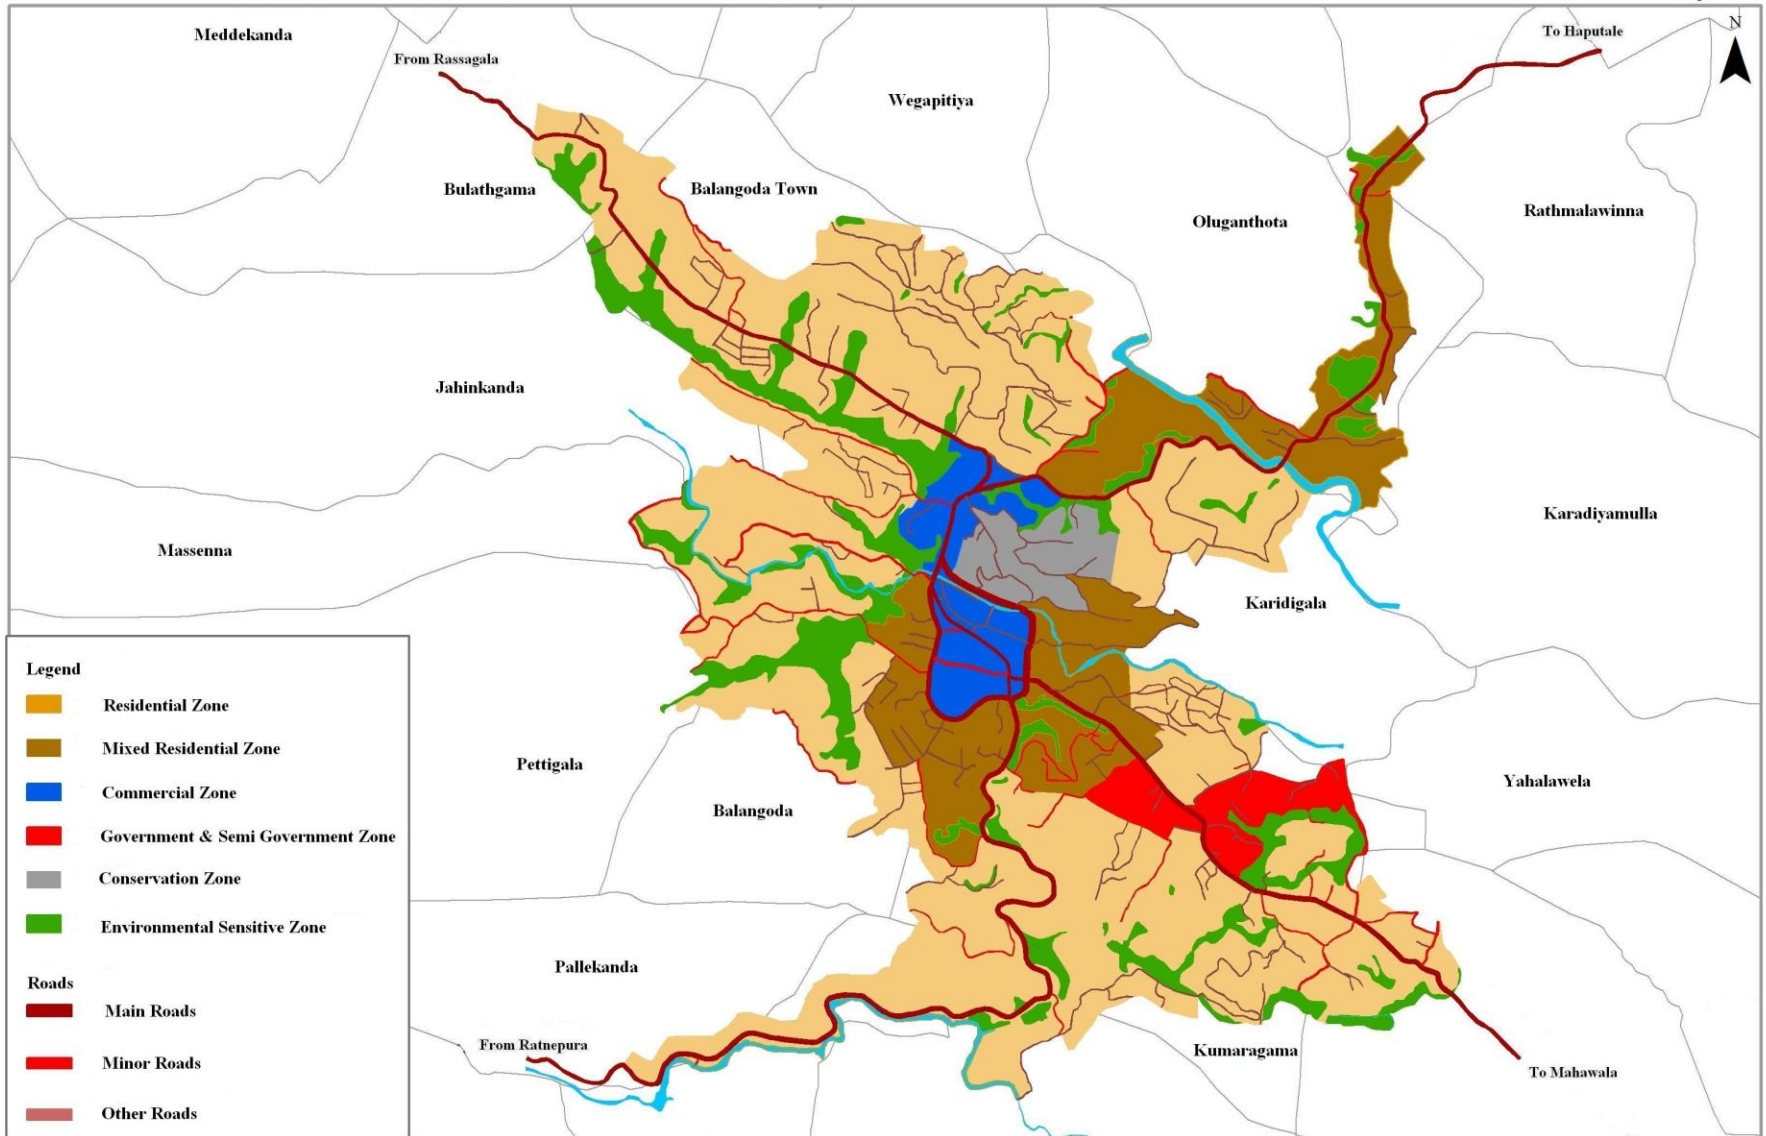 To Haputale
N
Meddekanda
From Rassagala
Wegapitiya
Bulathgama
Balangoda Town
Oluganthota
Rathmalawinna
Jahinkanda
Massenna
Karadiyamulla
Karidigala
Pettigala
Balangoda
Yahalawela
Pallekanda
From Ratnepura
Kumaragama
To Mahawala
Legend
Residential Zone
Mixed Residential Zone
Commercial Zone
Government & Semi Government Zone
Conservation Zone
Environmental Sensitive Zone
Roads
Main Roads
Minor Roads
Other Roads